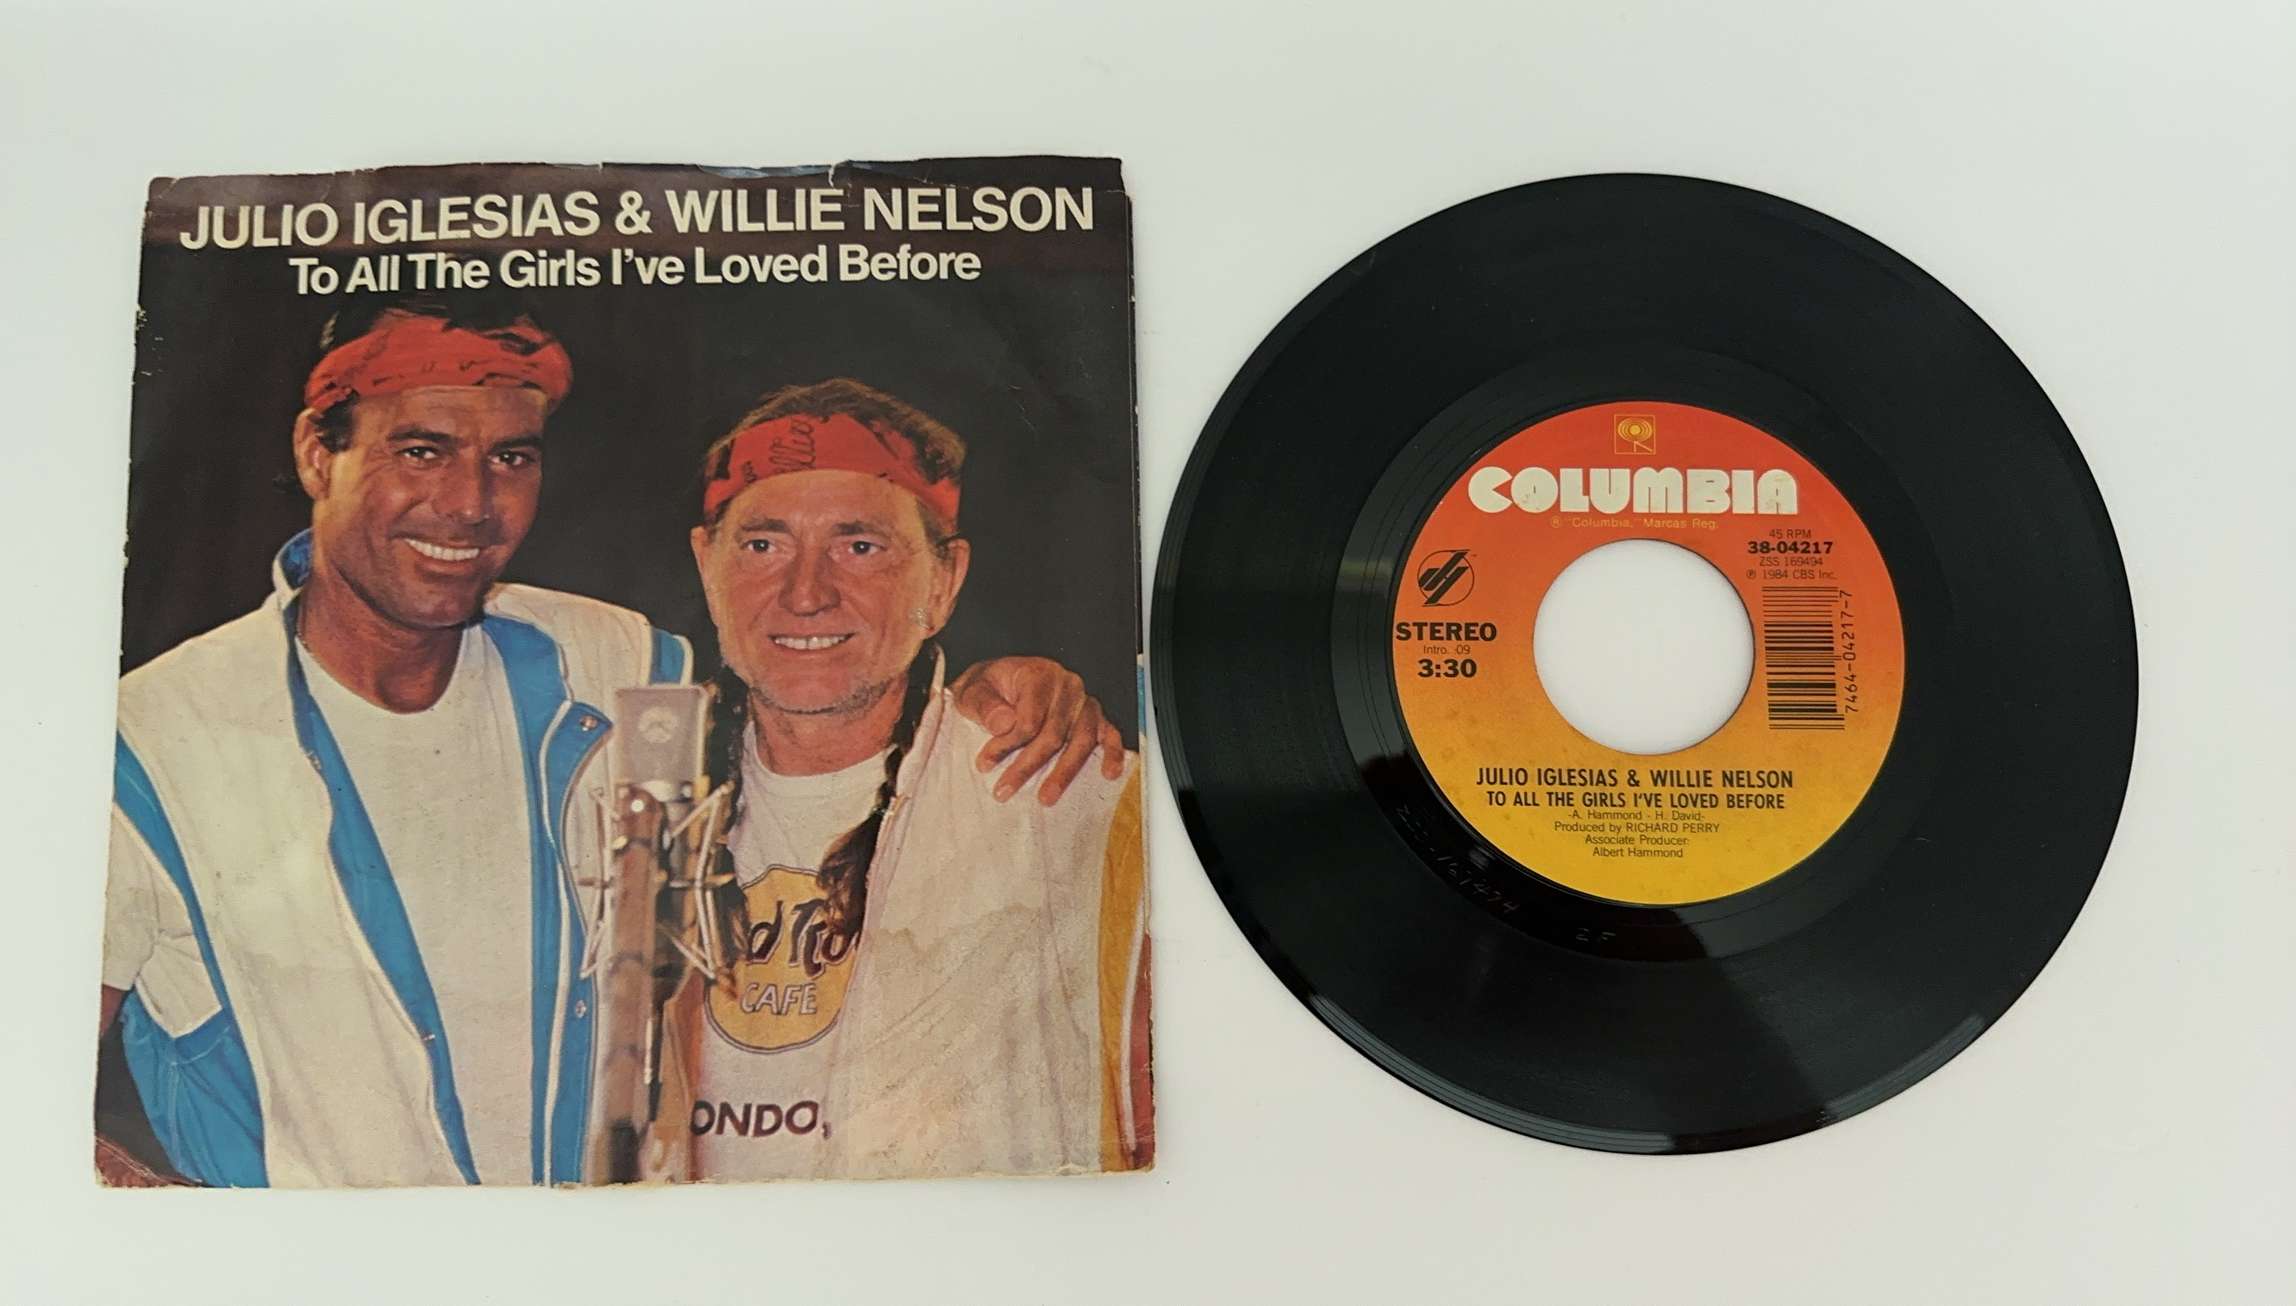 JULIO IGLESIAS & WILLIE NELSON
To All The Girls I've Loved Before
CAFE
ONDO,
COLUMBIA
® "Columbia," Marcas Reg.
45 RPM
38-04217
ZSS 169494
℗ 1984 CBS Inc.
STEREO
Intro. :09
3:30
7464-04217-7
JULIO IGLESIAS & WILLIE NELSON
TO ALL THE GIRLS I'VE LOVED BEFORE
-A. Hammond - H. David-
Produced by RICHARD PERRY
Associate Producer:
Albert Hammond
2F